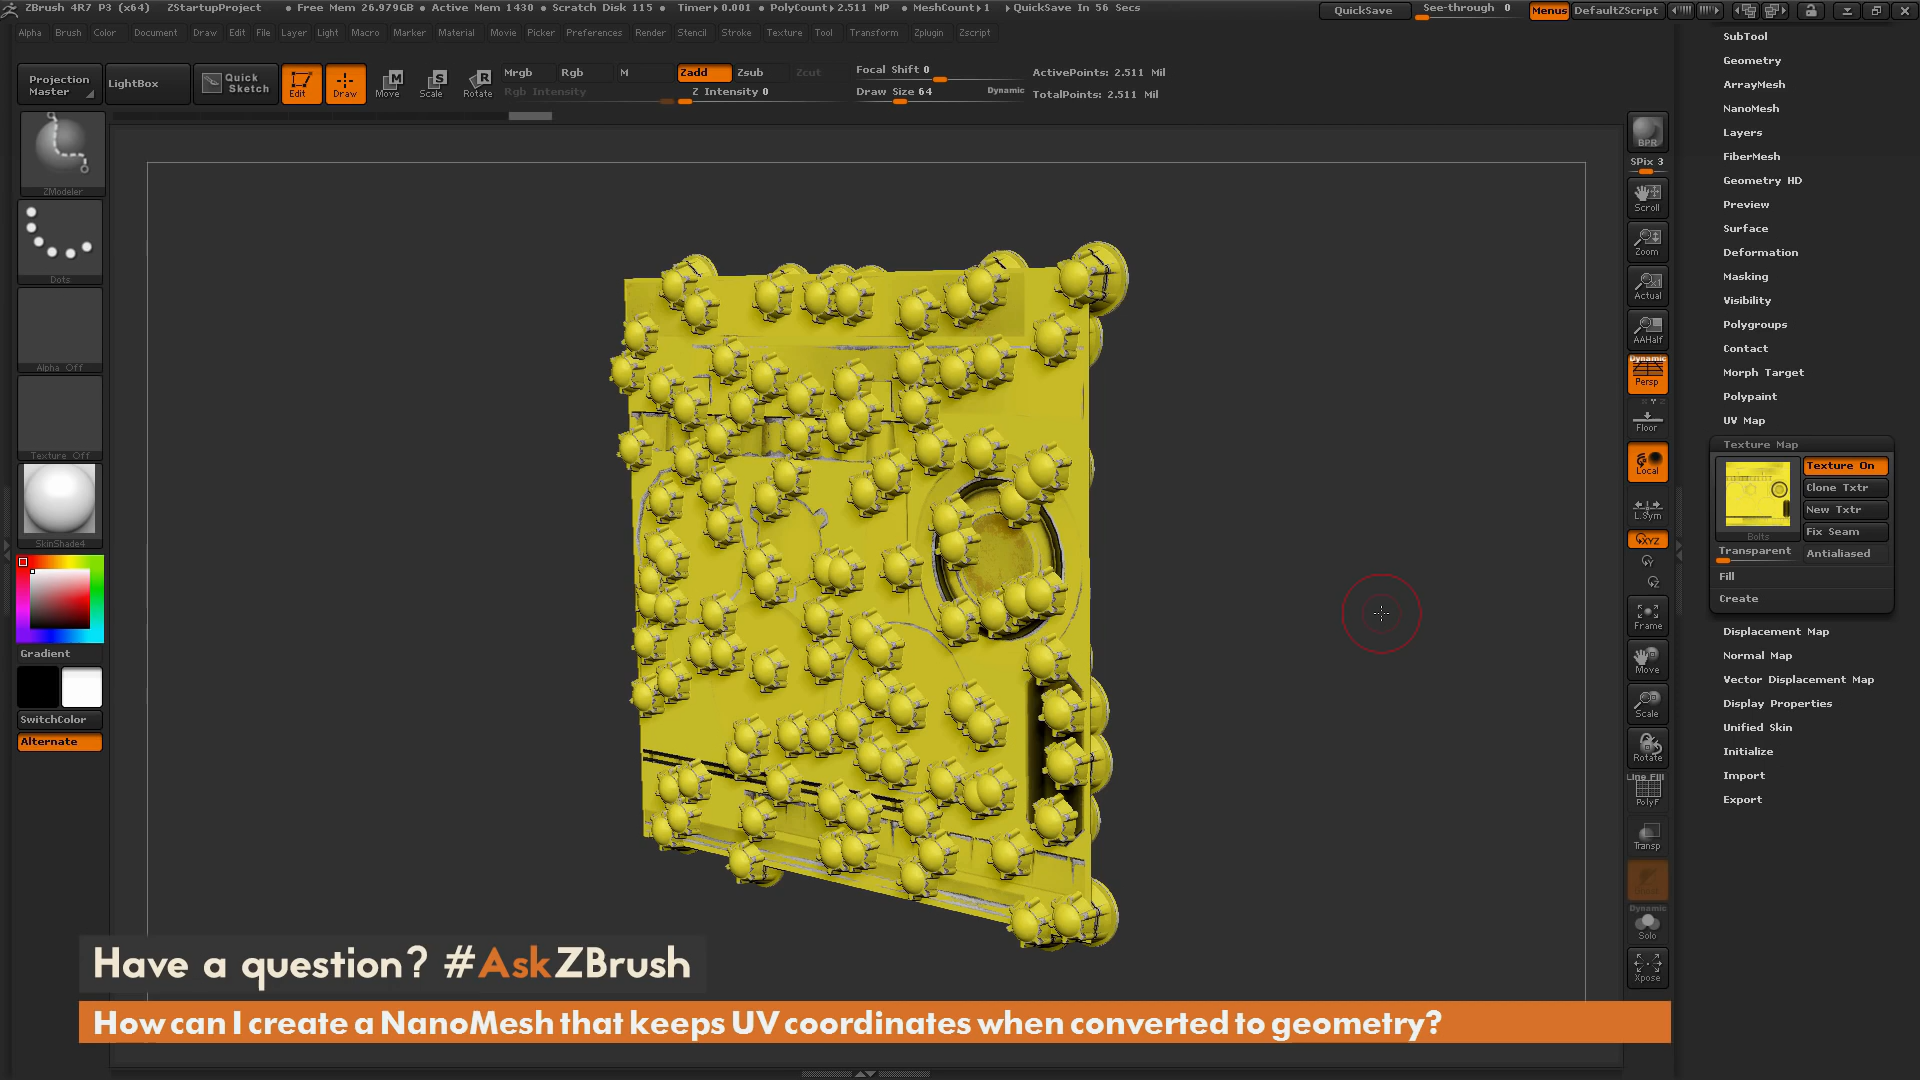 ZBrush 4R7 P3 (x64) ZStartupProject • Free Mem 26.979GB • Active Mem 1430 • Scratch Disk 115 • Timer▸0.001 • PolyCount▸2.511 MP • MeshCount▸1 ▸QuickSave In 56 Secs QuickSave See-through 0 Menus DefaultZScript
Alpha Brush Color Document Draw Edit File Layer Light Macro Marker Material Movie Picker Preferences Render Stencil Stroke Texture Tool Transform Zplugin Zscript
Projection Master
LightBox
Quick Sketch
Edit
Draw
Move
Scale
Rotate
Mrgb Rgb M Zadd Zsub Zcut
Rgb Intensity Z Intensity 0
Focal Shift 0
Draw Size 64 Dynamic
ActivePoints: 2.511 Mil
TotalPoints: 2.511 Mil
ZModeler
Dots
Alpha Off
Texture Off
SkinShade4
Gradient
SwitchColor
Alternate
BPR
SPix 3
Scroll
Zoom
Actual
AAHalf
Dynamic
Persp
Floor
Local
L.Sym
XYZ
Frame
Move
Scale
Rotate
Line Fill
PolyF
Transp
Ghost
Dynamic
Solo
Xpose
SubTool
Geometry
ArrayMesh
NanoMesh
Layers
FiberMesh
Geometry HD
Preview
Surface
Deformation
Masking
Visibility
Polygroups
Contact
Morph Target
Polypaint
UV Map
Texture Map
Texture On
Clone Txtr
New Txtr
Fix Seam
Bolts
Transparent Antialiased
Fill
Create
Displacement Map
Normal Map
Vector Displacement Map
Display Properties
Unified Skin
Initialize
Import
Export
Have a question? #AskZBrush
How can I create a NanoMesh that keeps UV coordinates when converted to geometry?